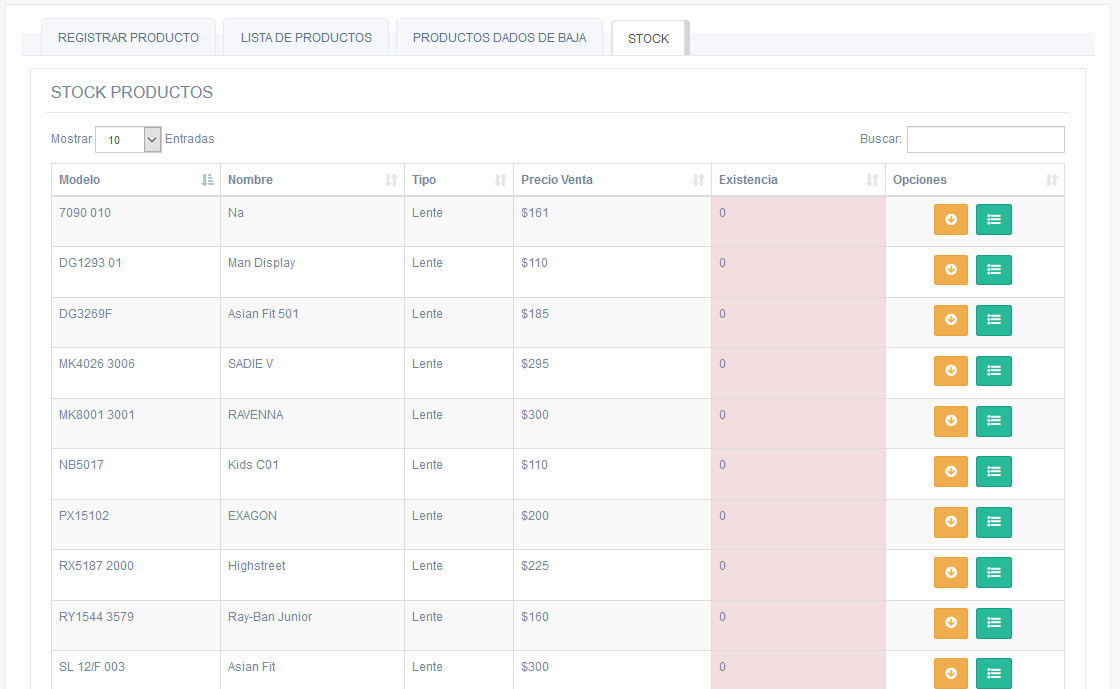 REGISTRAR PRODUCTO LISTA DE PRODUCTOS PRODUCTOS DADOS DE BAJA STOCK
STOCK PRODUCTOS
Mostrar 10 Entradas Buscar:
Modelo Nombre Tipo Precio Venta Existencia Opciones
7090 010 Na Lente $161 0
DG1293 01 Man Display Lente $110 0
DG3269F Asian Fit 501 Lente $185 0
MK4026 3006 SADIE V Lente $295 0
MK8001 3001 RAVENNA Lente $300 0
NB5017 Kids C01 Lente $110 0
PX15102 EXAGON Lente $200 0
RX5187 2000 Highstreet Lente $225 0
RY1544 3579 Ray-Ban Junior Lente $160 0
SL 12/F 003 Asian Fit Lente $300 0